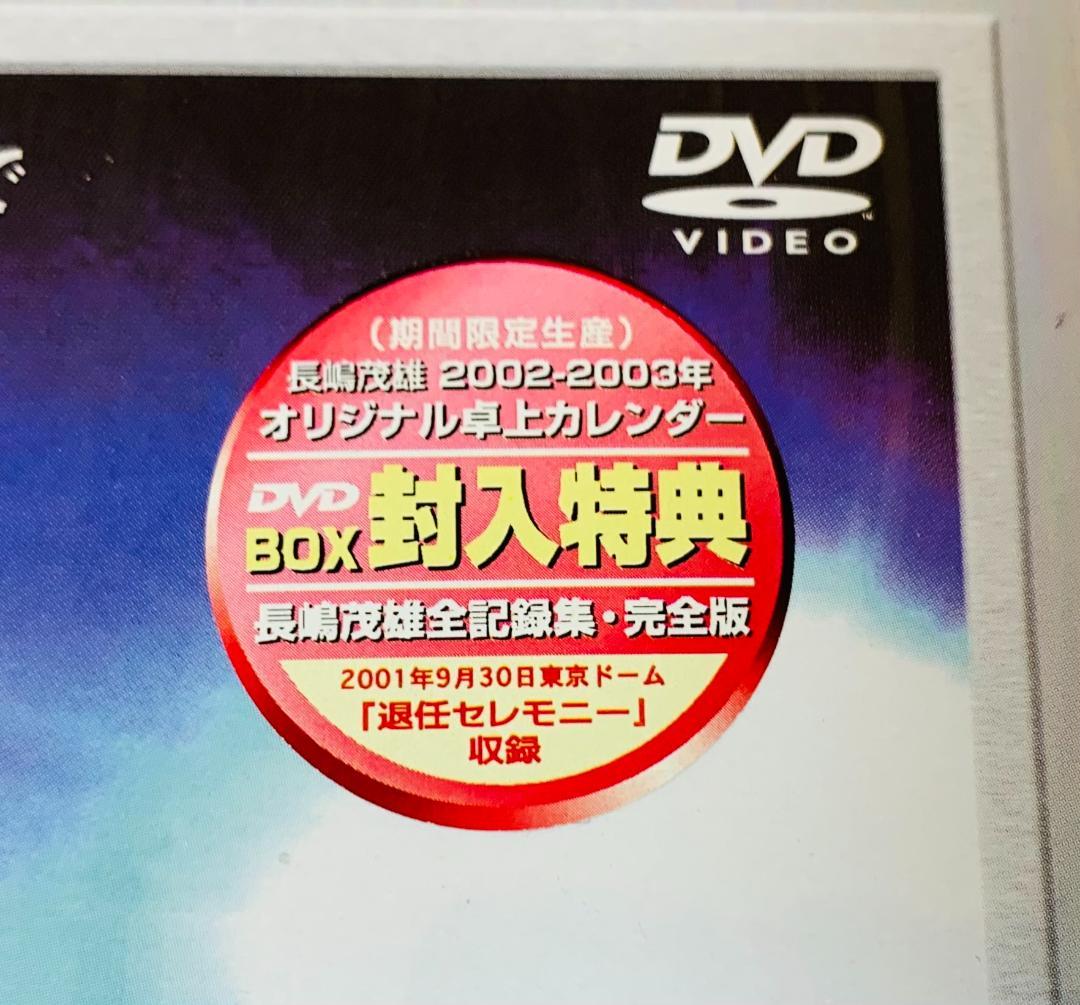 DVD
VIDEO
(期間限定生産)
長嶋茂雄 2002-2003年
オリジナル卓上カレンダー
DVD
BOX 封入特典
長嶋茂雄全記録集・完全版
2001年9月30日東京ドーム
「退任セレモニー」
収録